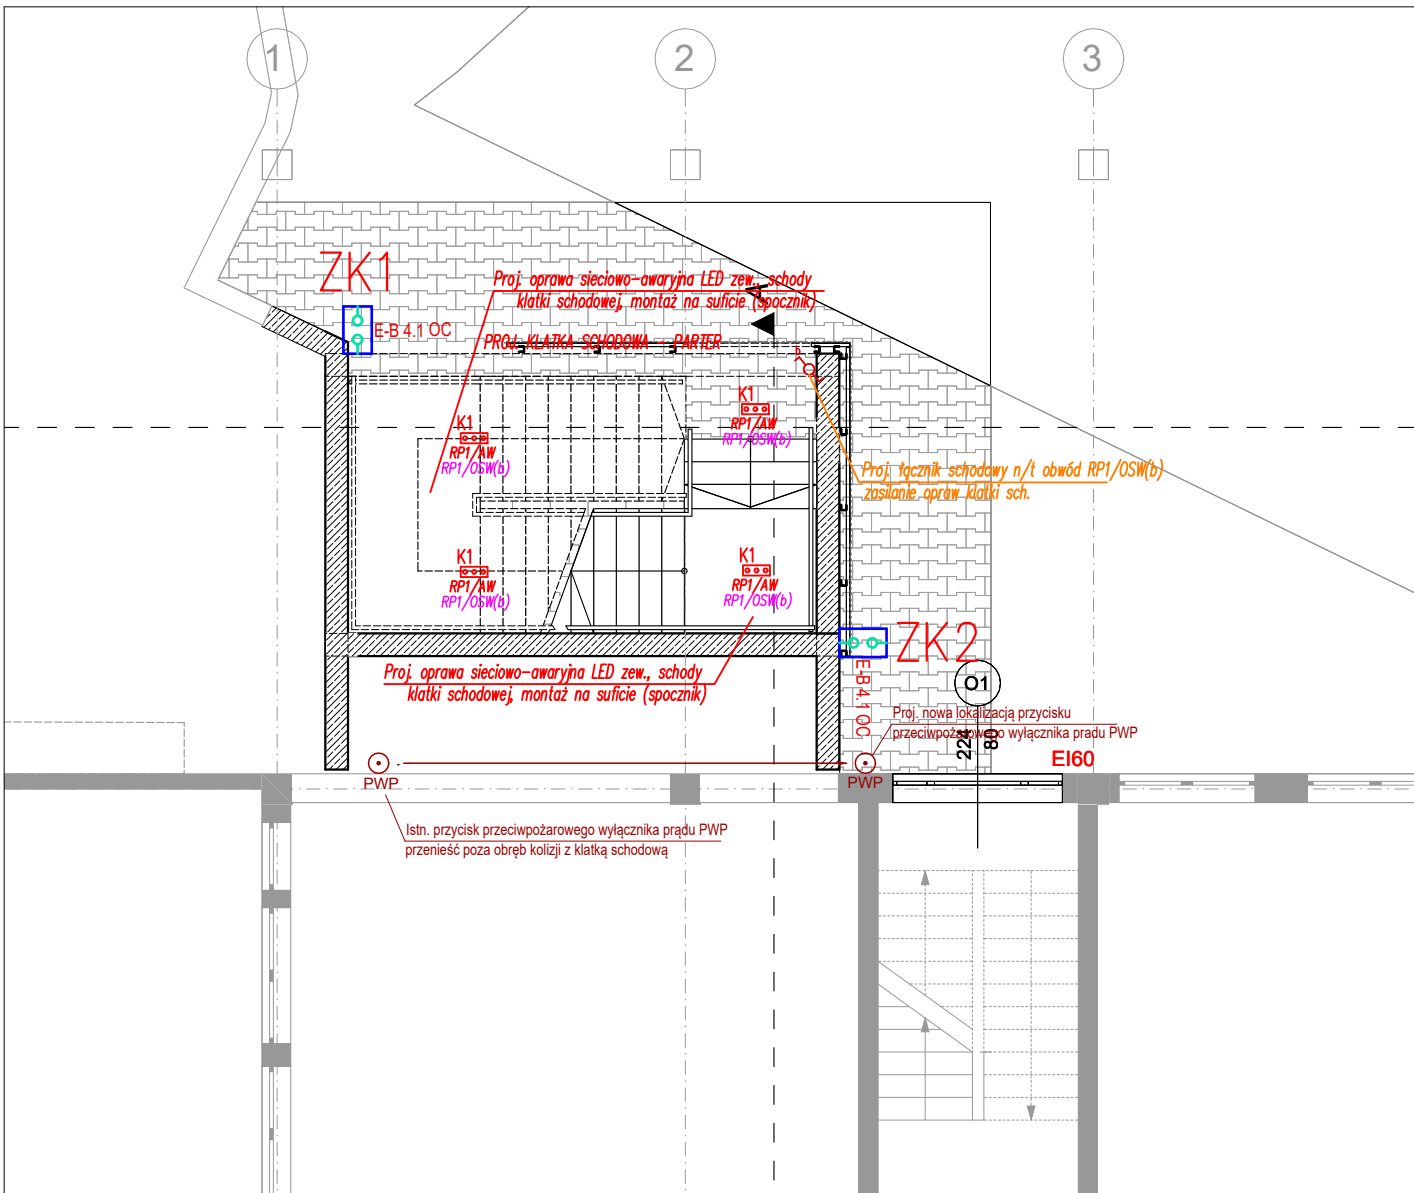 1
2
3
ZK1
E-B 4.1 OC
Proj. oprawa sieciowo-awaryjna LED zew., schody
klatki schodowej, montaż na suficie (spocznik)
A
PROJ. KLATKA SCHODOWA - PARTER
b
K1
RP1/AW
RP1/OSW(b)
K1
RP1/AW
RP1/OSW(b)
Proj. łącznik schodowy n/t obwód RP1/OSW(b)
zasilanie opraw klatki sch.
K1
RP1/AW
RP1/OSW(b)
K1
RP1/AW
RP1/OSW(b)
ZK2
E-B 4.1 OC
Proj. oprawa sieciowo-awaryjna LED zew., schody
klatki schodowej, montaż na suficie (spocznik)
O1
Proj. nowa lokalizacją przycisku
przeciwpożarowego wyłącznika pradu PWP
224
80
EI60
PWP
PWP
Istn. przycisk przeciwpożarowego wyłącznika prądu PWP
przenieść poza obręb kolizji z klatką schodową